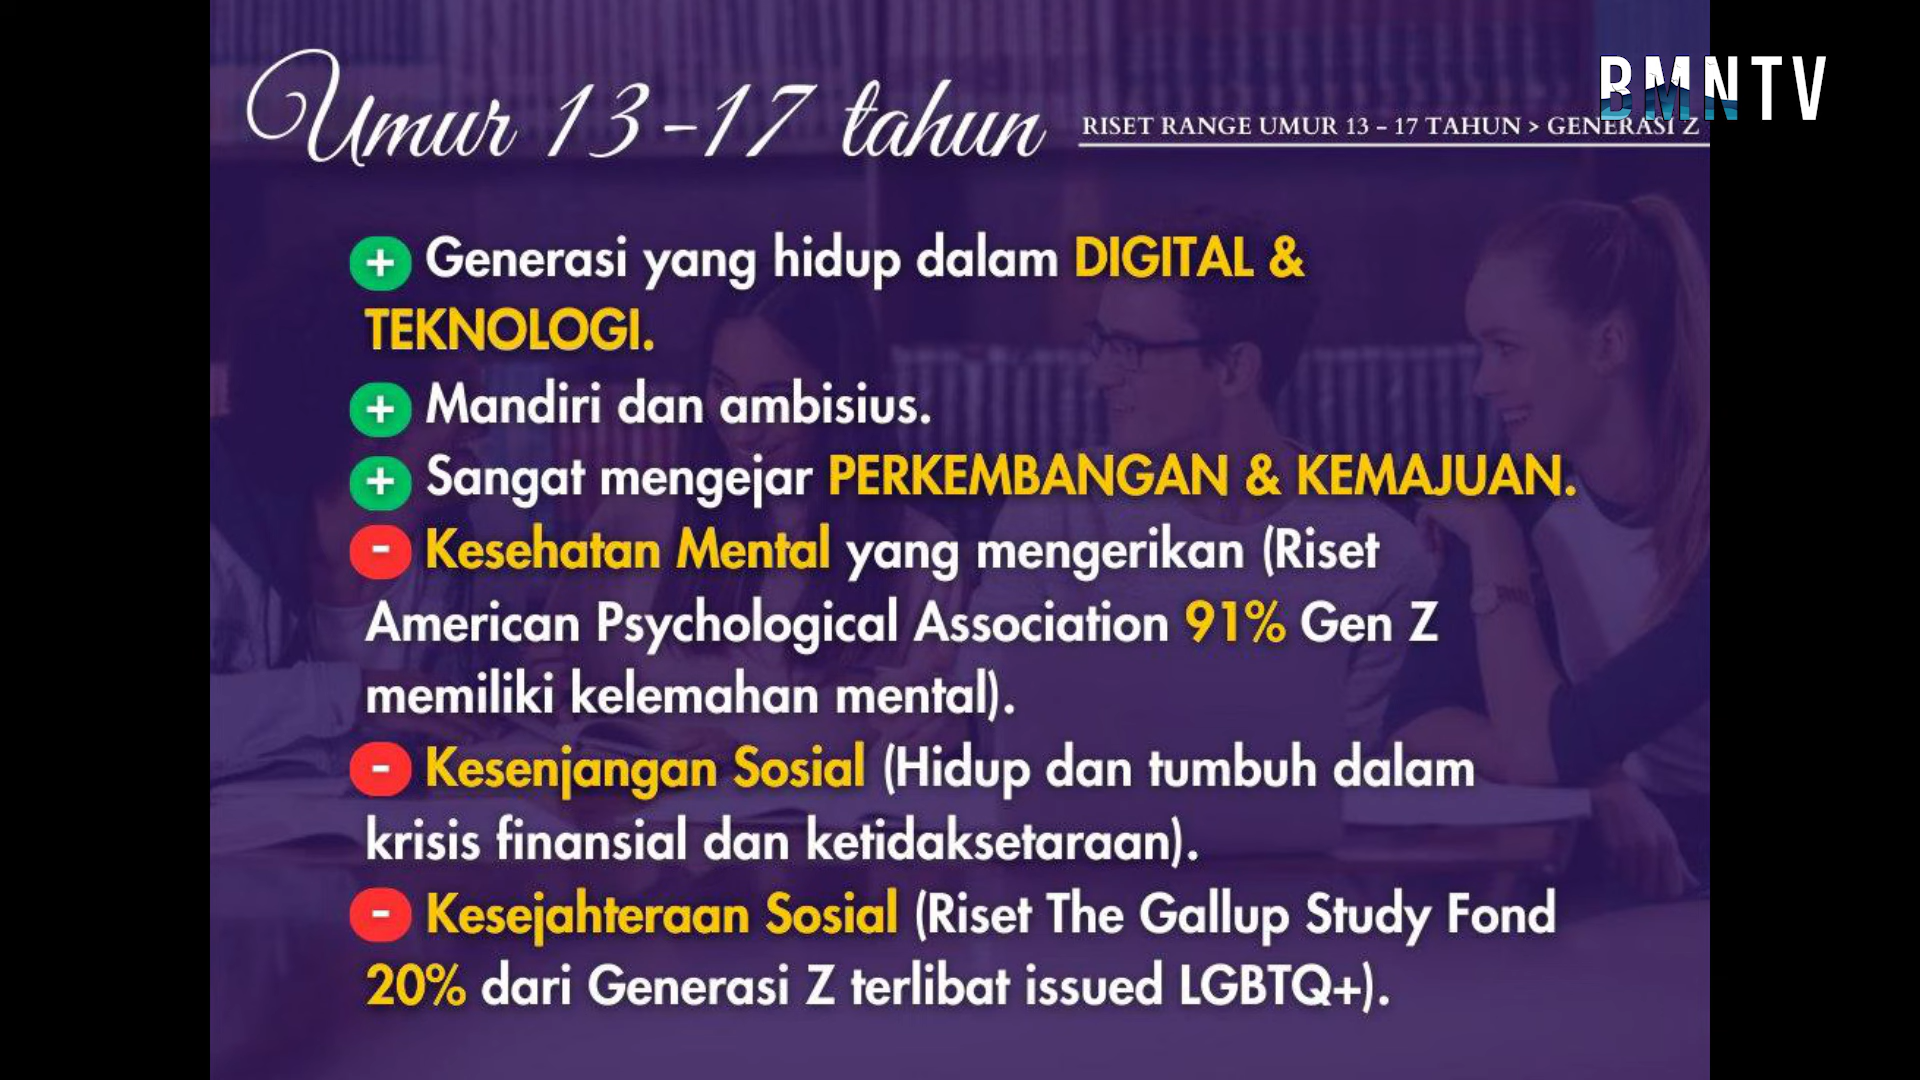 Umur 13-17 tahun
RISET RANGE UMUR 13 - 17 TAHUN > GENERASI Z
BMNTV
+ Generasi yang hidup dalam DIGITAL &
TEKNOLOGI.
+ Mandiri dan ambisius.
+ Sangat mengejar PERKEMBANGAN & KEMAJUAN.
- Kesehatan Mental yang mengerikan (Riset
American Psychological Association 91% Gen Z
memiliki kelemahan mental).
- Kesenjangan Sosial (Hidup dan tumbuh dalam
krisis finansial dan ketidaksetaraan).
- Kesejahteraan Sosial (Riset The Gallup Study Fond
20% dari Generasi Z terlibat issued LGBTQ+).